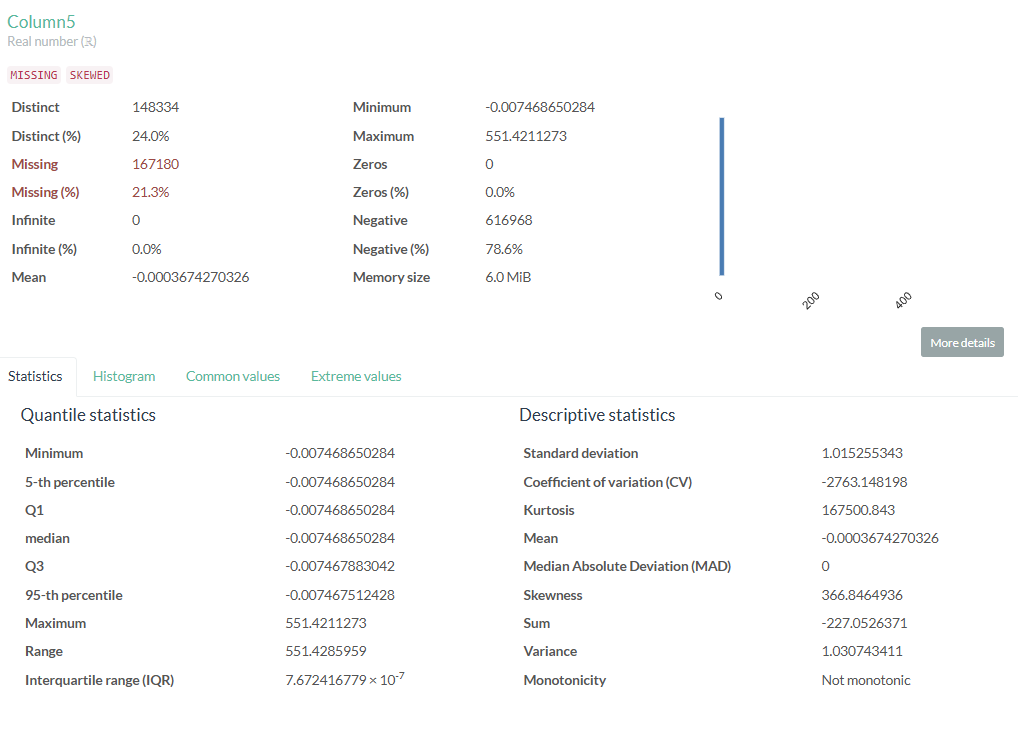 Column5
Real number (ℝ)
MISSING SKEWED
Distinct 148334 Minimum -0.007468650284
Distinct (%) 24.0% Maximum 551.4211273
Missing 167180 Zeros 0
Missing (%) 21.3% Zeros (%) 0.0%
Infinite 0 Negative 616968
Infinite (%) 0.0% Negative (%) 78.6%
Mean -0.0003674270326 Memory size 6.0 MiB
0 200 400
More details
Statistics Histogram Common values Extreme values
Quantile statistics Descriptive statistics
Minimum -0.007468650284 Standard deviation 1.015255343
5-th percentile -0.007468650284 Coefficient of variation (CV) -2763.148198
Q1 -0.007468650284 Kurtosis 167500.843
median -0.007468650284 Mean -0.0003674270326
Q3 -0.007467883042 Median Absolute Deviation (MAD) 0
95-th percentile -0.007467512428 Skewness 366.8464936
Maximum 551.4211273 Sum -227.0526371
Range 551.4285959 Variance 1.030743411
Interquartile range (IQR) 7.672416779 × 10⁻⁷ Monotonicity Not monotonic